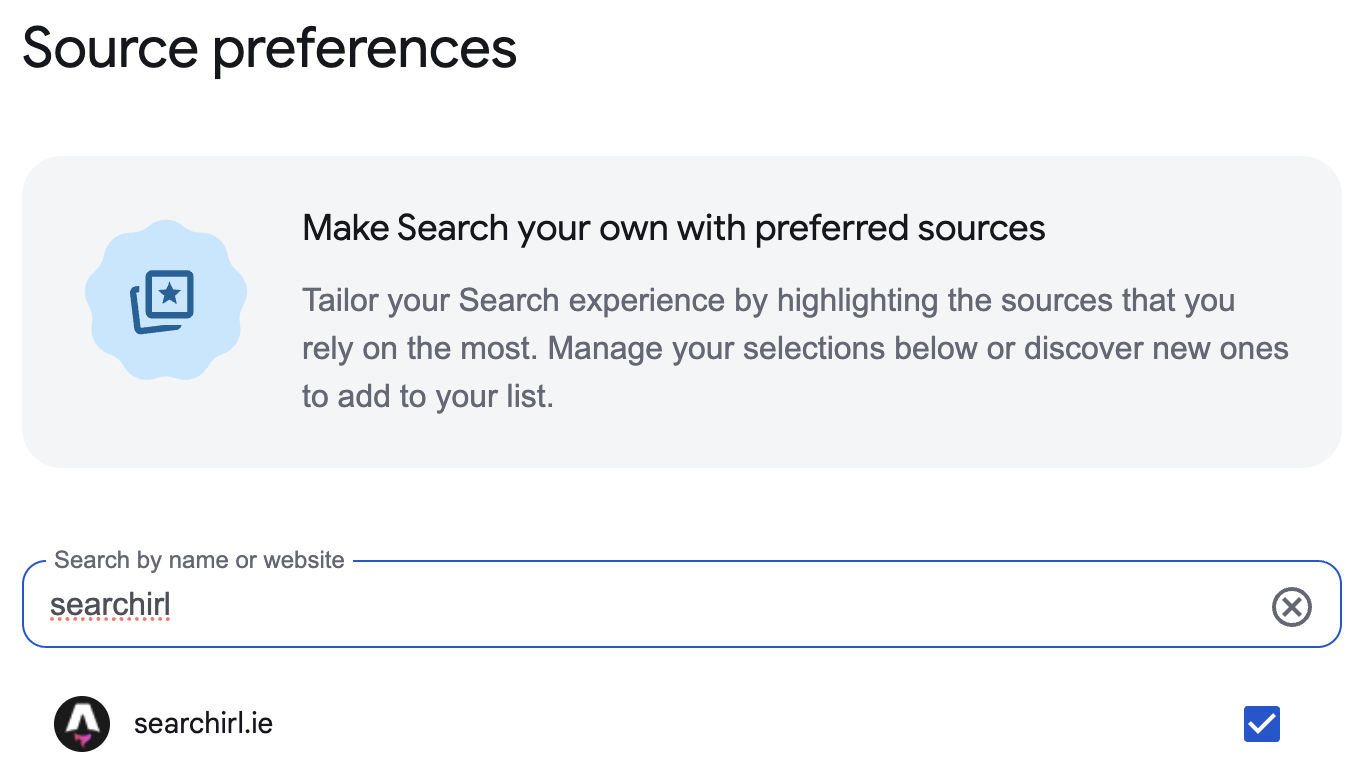 Source preferences
Make Search your own with preferred sources
Tailor your Search experience by highlighting the sources that you
rely on the most. Manage your selections below or discover new ones
to add to your list.
Search by name or website
searchirl
searchirl.ie